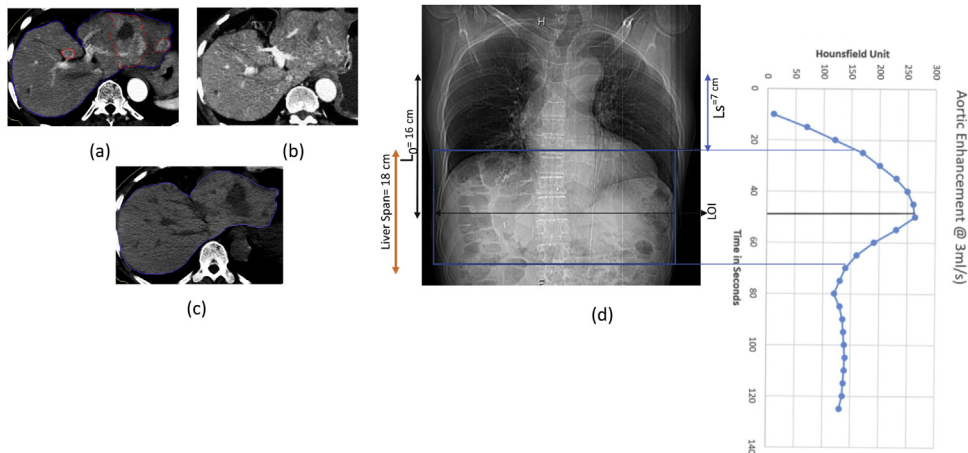 (a)
(b)
(c)
H
L0= 16 cm
Liver Span= 18 cm
Ls=7 cm
LOI
(d)
Aortic Enhancement @ 3ml/s)
Hounsfield Unit
0
50
100
150
200
250
300
0
20
40
60
80
100
120
140
Time in Seconds